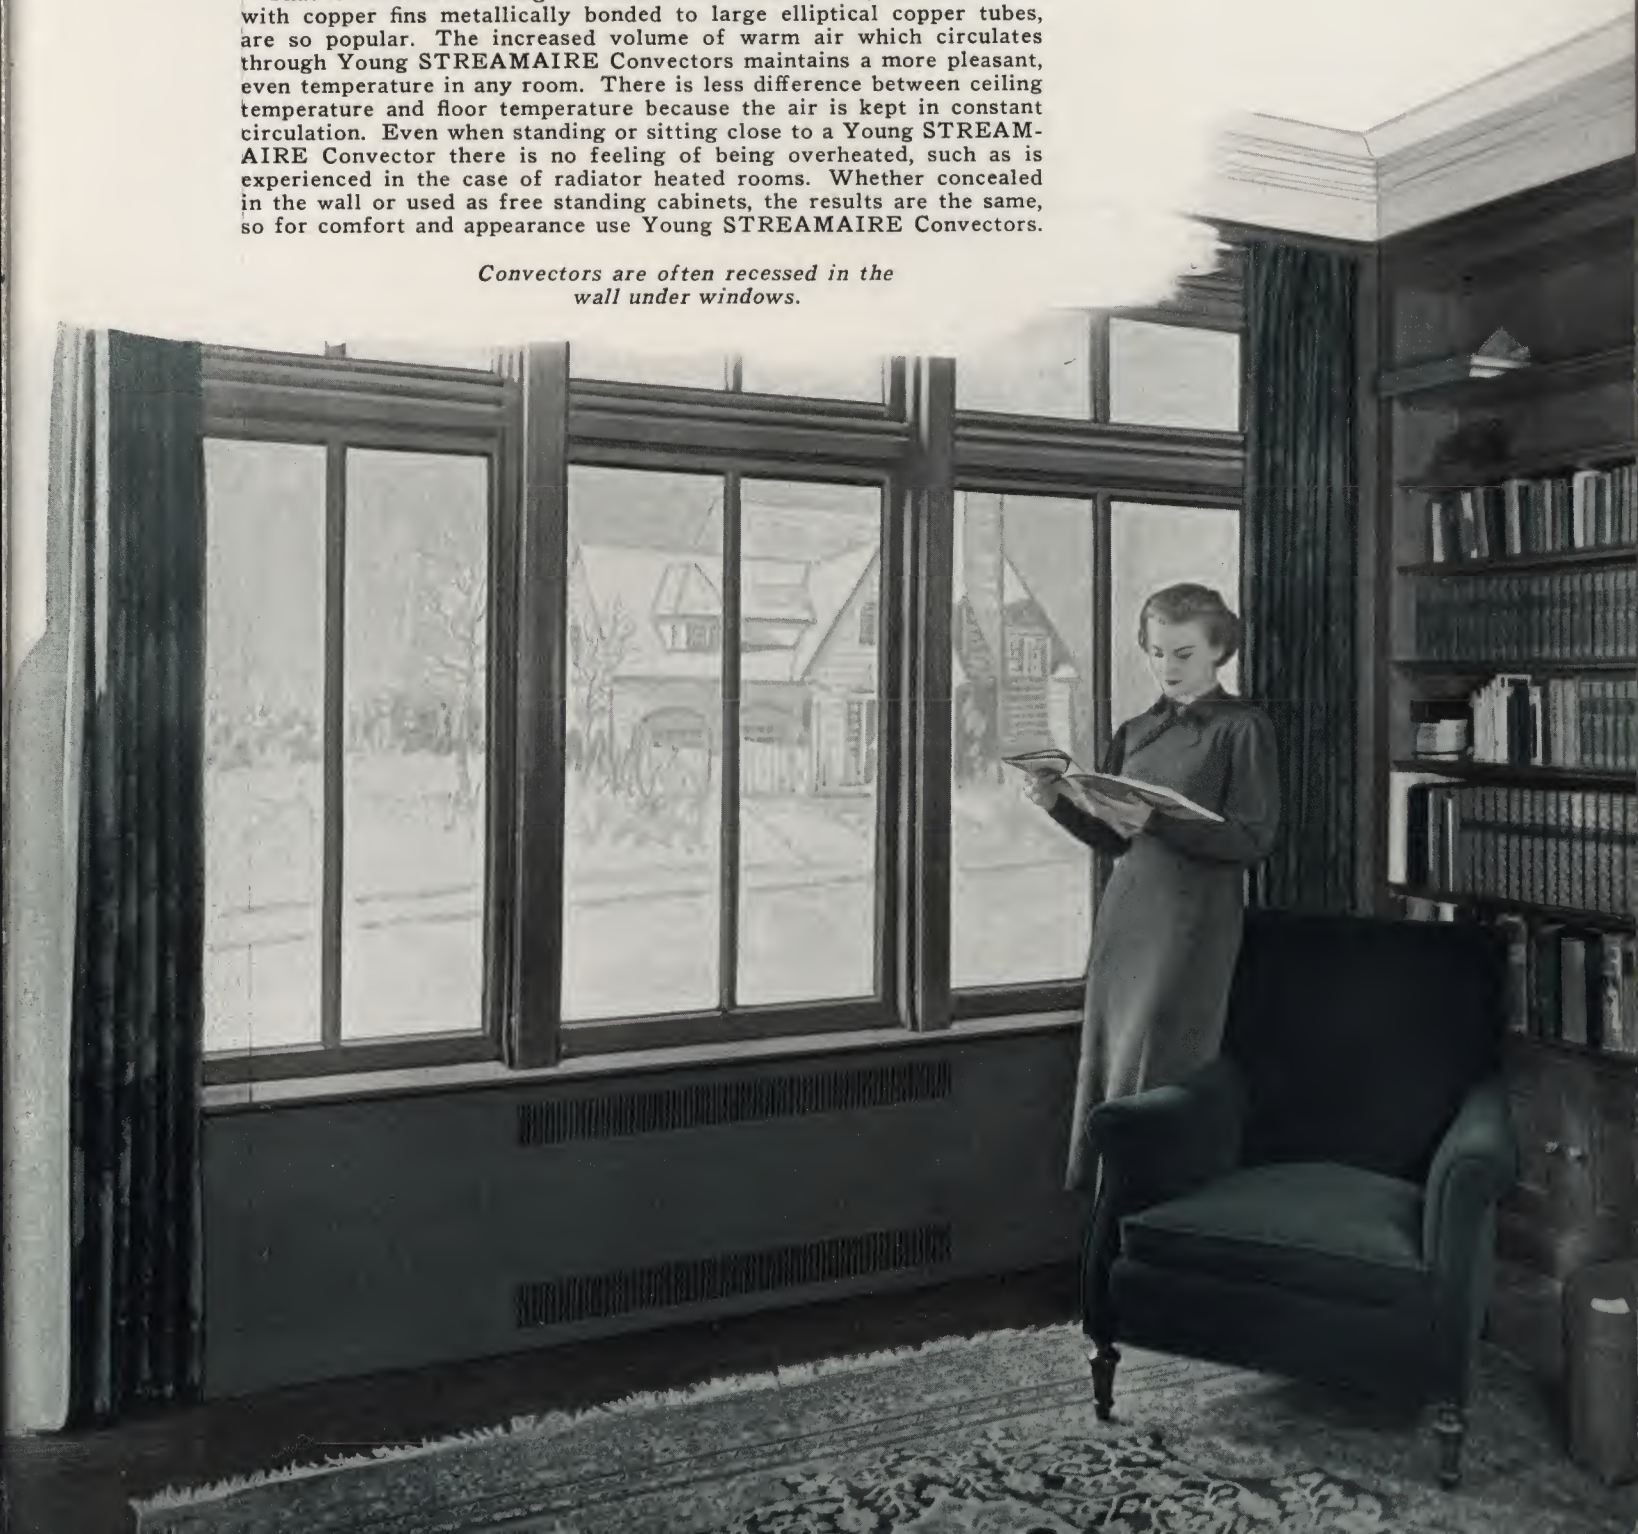 with copper fins metallically bonded to large elliptical copper tubes,
are so popular. The increased volume of warm air which circulates
through Young STREAMAIRE Convectors maintains a more pleasant,
even temperature in any room. There is less difference between ceiling
temperature and floor temperature because the air is kept in constant
circulation. Even when standing or sitting close to a Young STREAM-
AIRE Convector there is no feeling of being overheated, such as is
experienced in the case of radiator heated rooms. Whether concealed
in the wall or used as free standing cabinets, the results are the same,
so for comfort and appearance use Young STREAMAIRE Convectors.
Convectors are often recessed in the
wall under windows.